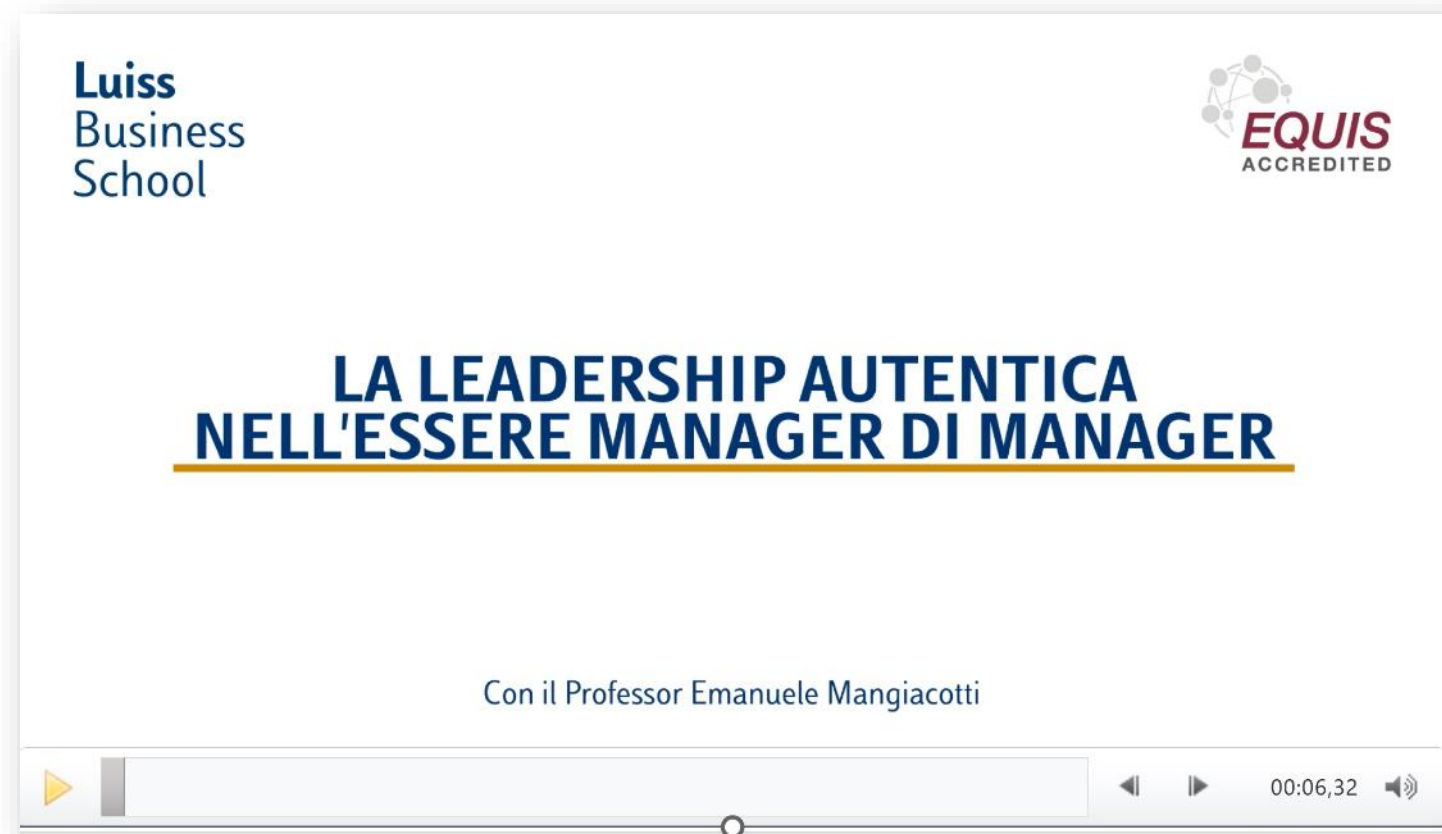 Luiss
Business
School
EQUIS
ACCREDITED
LA LEADERSHIP AUTENTICA
NELL'ESSERE MANAGER DI MANAGER
Con il Professor Emanuele Mangiacotti
00:06,32